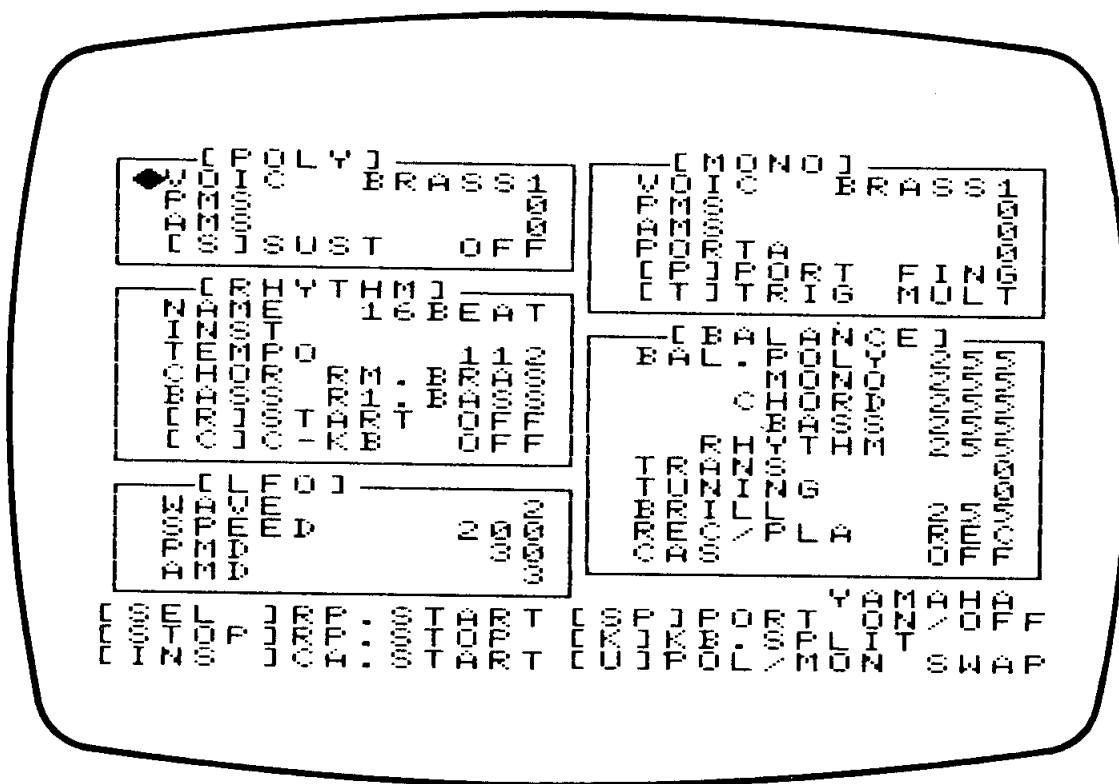 [POLY]
VOIC BRASS1
PMS 0
AMS 0
[S]SUST OFF
[RHYTHM]
NAME 16BEAT
INST
TEMPO 112
CHOR RM.BRAS
BASS R1.BASS
[R]START OFF
[C]C-KB OFF
[LFO]
WAVE 2
SPEED 200
PMD 30
AMD 3
[MONO]
VOIC BRASS1
PMS 0
AMS 0
PORTA 0
[P]PORT FING
[T]TRIG MULT
[BALANCE]
BAL.POLY 255
MONO 255
CHORD 255
BASS 255
RHYTHM 255
TRANS 0
TUNING 0
BRILL 255
REC/PLA REC
CAS OFF
YAMAHA
[SEL ]RP.START [SP]PORT ON/OFF
[STOP]RP.STOP [K]KB.SPLIT
[INS ]CA.START [U]POL/MON SWAP